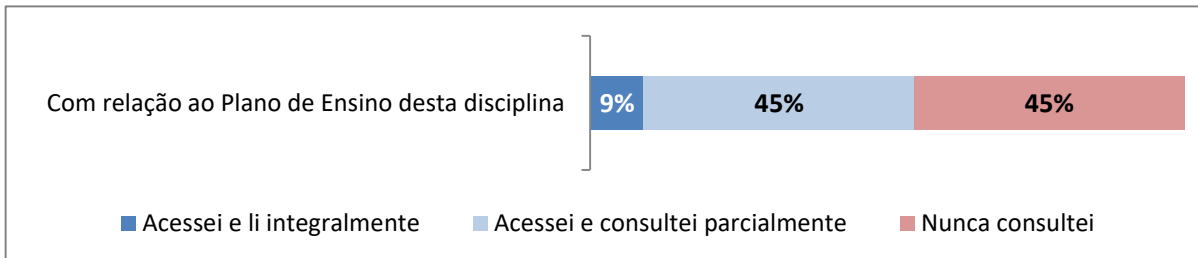 Com relação ao Plano de Ensino desta disciplina
9% 45% 45%
Acessei e li integralmente Acessei e consultei parcialmente Nunca consultei